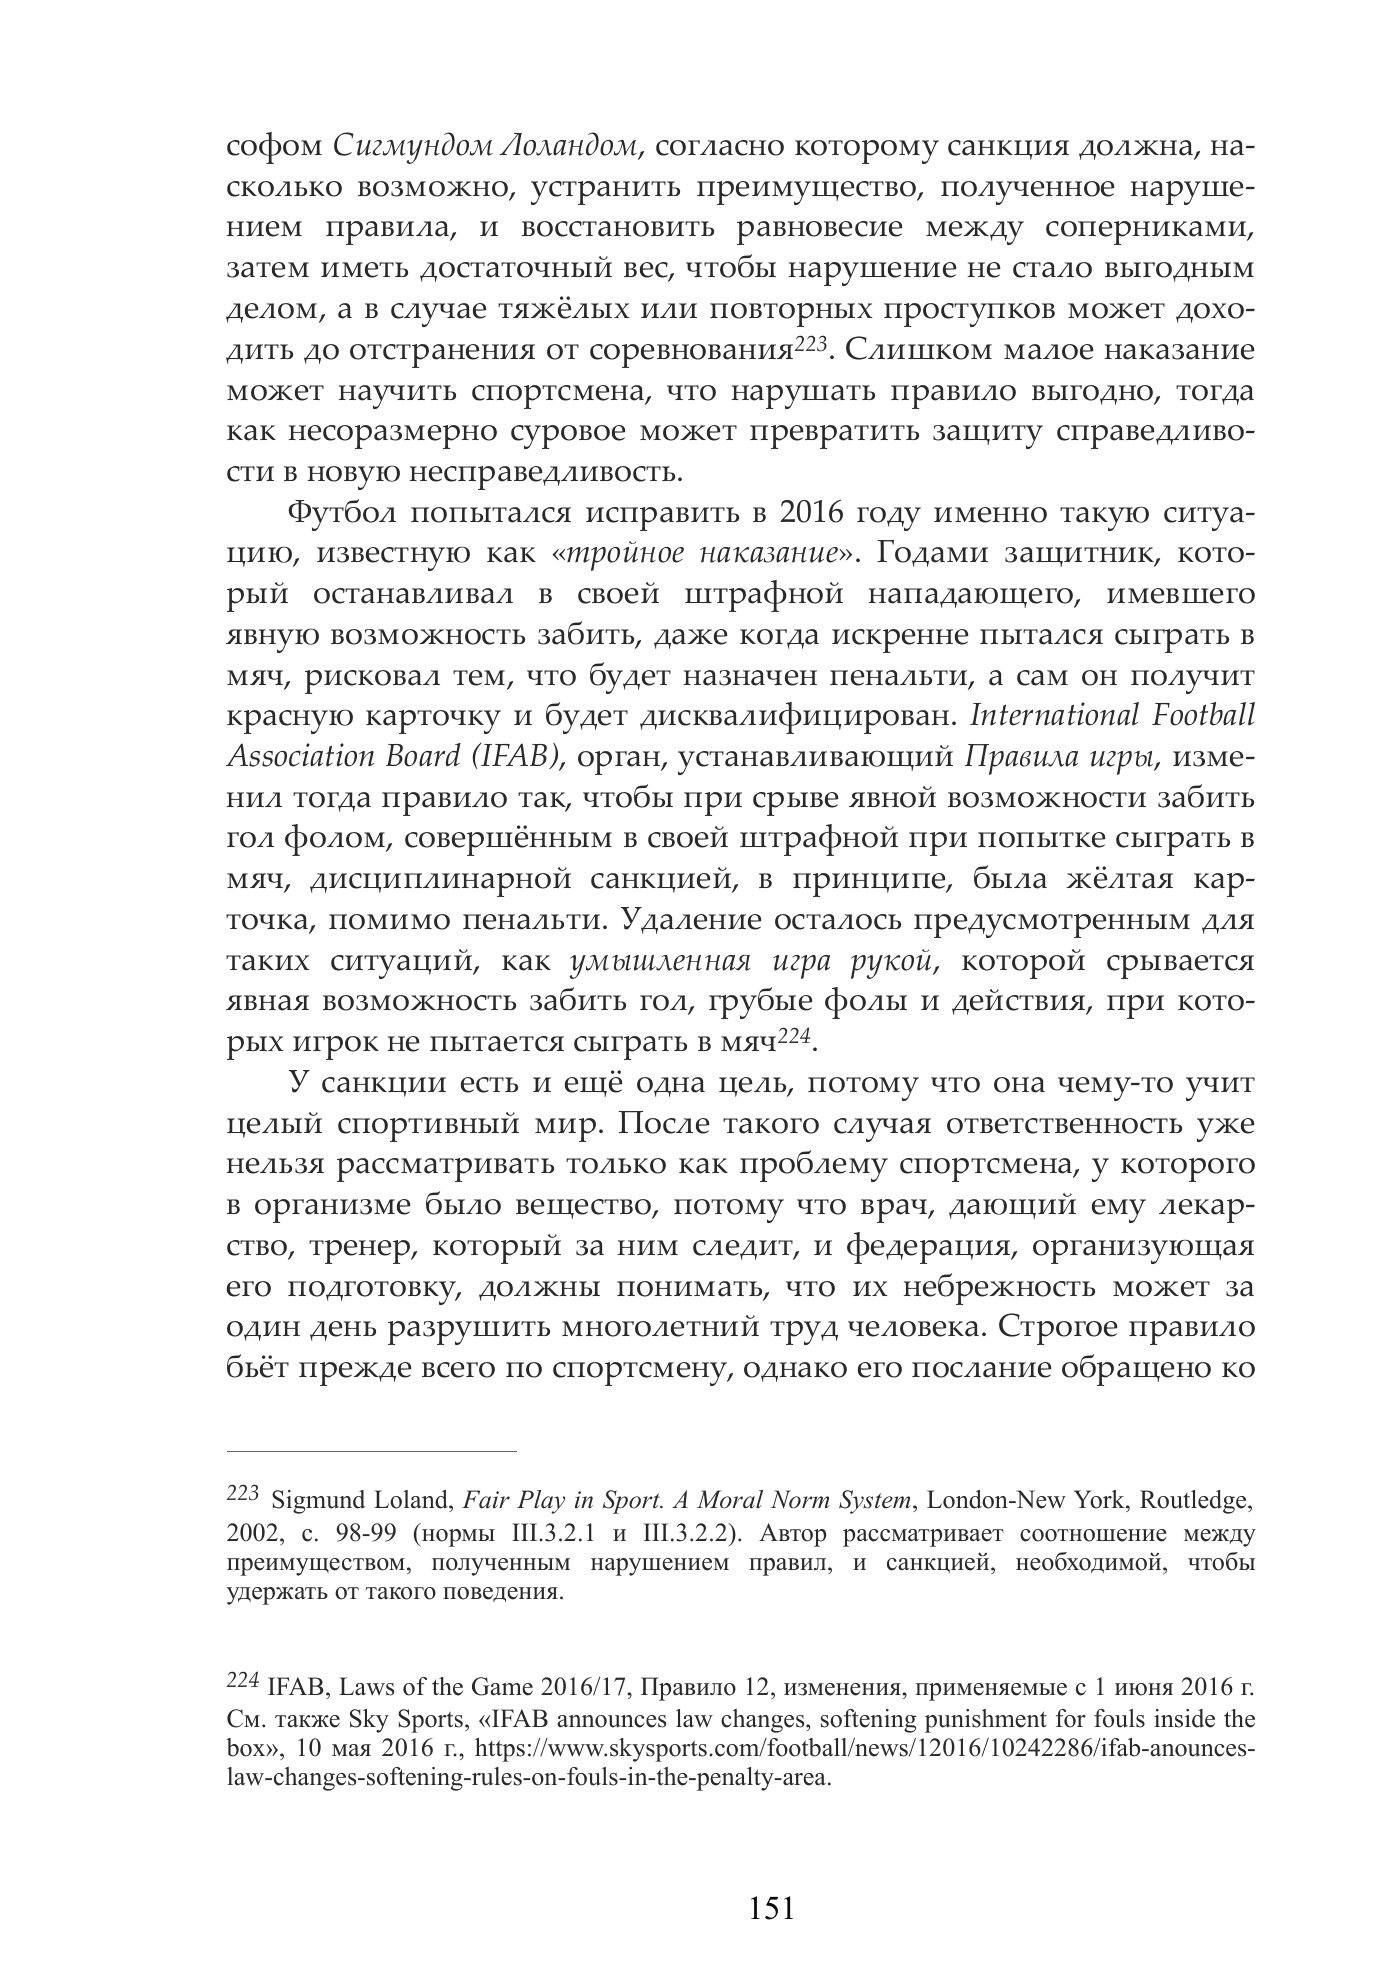 софом Сигмундом Лоландом, согласно которому санкция должна, на-
сколько возможно, устранить преимущество, полученное наруше-
нием правила, и восстановить равновесие между соперниками,
затем иметь достаточный вес, чтобы нарушение не стало выгодным
делом, а в случае тяжёлых или повторных проступков может дохо-
дить до отстранения от соревнования223. Слишком малое наказание
может научить спортсмена, что нарушать правило выгодно, тогда
как несоразмерно суровое может превратить защиту справедливо-
сти в новую несправедливость.
Футбол попытался исправить в 2016 году именно такую ситуа-
цию, известную как «тройное наказание». Годами защитник, кото-
рый останавливал в своей штрафной нападающего, имевшего
явную возможность забить, даже когда искренне пытался сыграть в
мяч, рисковал тем, что будет назначен пенальти, а сам он получит
красную карточку и будет дисквалифицирован. International Football
Association Board (IFAB), орган, устанавливающий Правила игры, изме-
нил тогда правило так, чтобы при срыве явной возможности забить
гол фолом, совершённым в своей штрафной при попытке сыграть в
мяч, дисциплинарной санкцией, в принципе, была жёлтая кар-
точка, помимо пенальти. Удаление осталось предусмотренным для
таких ситуаций, как умышленная игра рукой, которой срывается
явная возможность забить гол, грубые фолы и действия, при кото-
рых игрок не пытается сыграть в мяч224.
У санкции есть и ещё одна цель, потому что она чему-то учит
целый спортивный мир. После такого случая ответственность уже
нельзя рассматривать только как проблему спортсмена, у которого
в организме было вещество, потому что врач, дающий ему лекар-
ство, тренер, который за ним следит, и федерация, организующая
его подготовку, должны понимать, что их небрежность может за
один день разрушить многолетний труд человека. Строгое правило
бьёт прежде всего по спортсмену, однако его послание обращено ко
223 Sigmund Loland, Fair Play in Sport. A Moral Norm System, London-New York, Routledge,
2002, с. 98-99 (нормы III.3.2.1 и III.3.2.2). Автор рассматривает соотношение между
преимуществом, полученным нарушением правил, и санкцией, необходимой, чтобы
удержать от такого поведения.
224 IFAB, Laws of the Game 2016/17, Правило 12, изменения, применяемые с 1 июня 2016 г.
См. также Sky Sports, «IFAB announces law changes, softening punishment for fouls inside the
box», 10 мая 2016 г., https://www.skysports.com/football/news/12016/10242286/ifab-anounces-
law-changes-softening-rules-on-fouls-in-the-penalty-area.
151